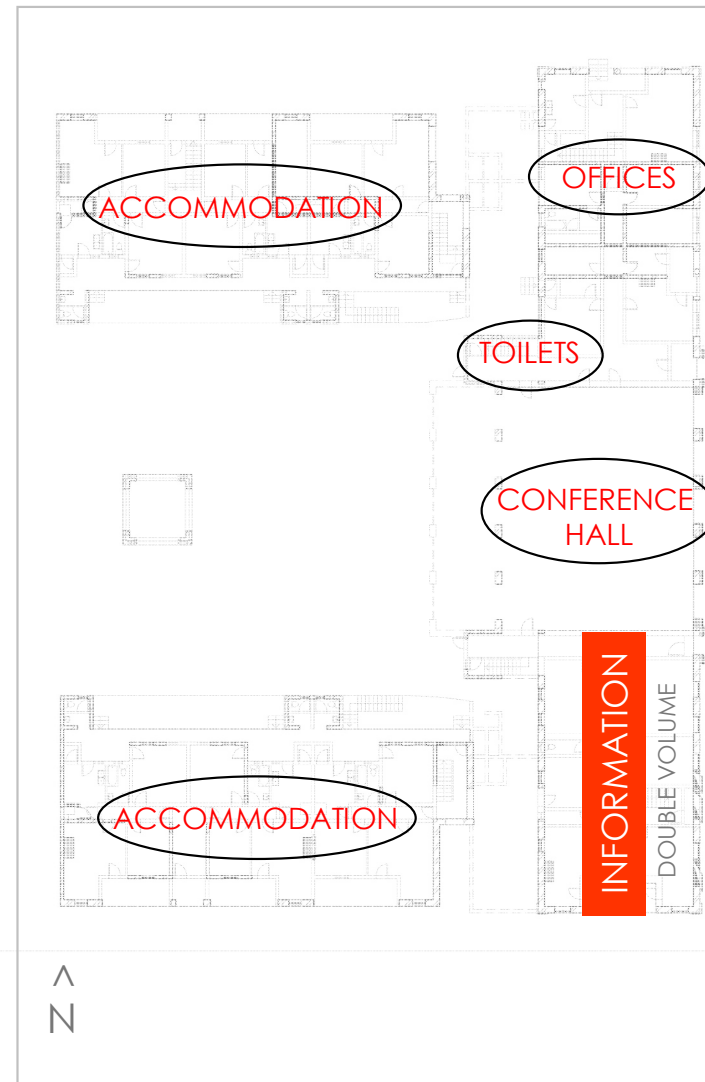 OFFICES
ACCOMMODATION
TOILETS
CONFERENCE
HALL
INFORMATION
DOUBLE VOLUME
ACCOMMODATION
N